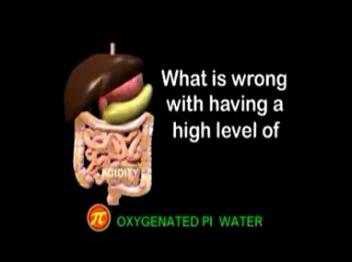 What is wrong
with having a
high level of
ACIDITY
π OXYGENATED PI WATER